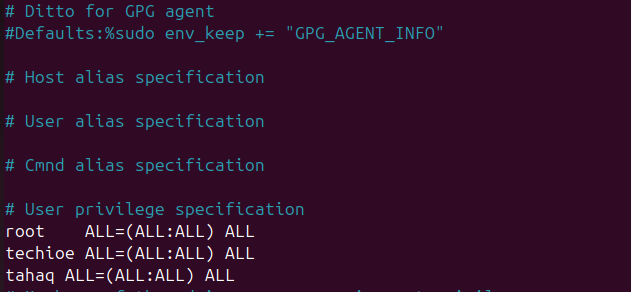 # Ditto for GPG agent
#Defaults:%sudo env_keep += "GPG_AGENT_INFO"
# Host alias specification
# User alias specification
# Cmnd alias specification
# User privilege specification
root    ALL=(ALL:ALL) ALL
techioe ALL=(ALL:ALL) ALL
tahaq ALL=(ALL:ALL) ALL